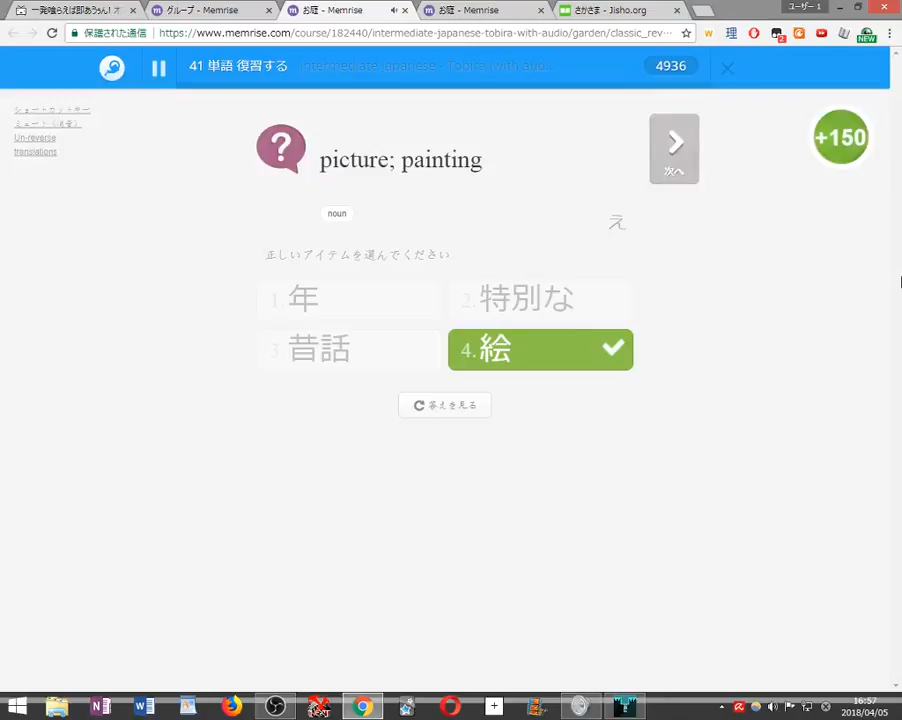 一発喰らえば即あうん! オ
グループ - Memrise
お庭 - Memrise
お庭 - Memrise
さかさま - Jisho.org
ユーザー 1
保護された通信
https://www.memrise.com/course/182440/intermediate-japanese-tobira-with-audio/garden/classic_rev…
41 単語 復習する
Intermediate Japanese - Tobira (with aud…
4936
ショートカットキー
Un-reverse
translations
picture; painting
次へ
+150
noun
え
正しいアイテムを選んでください
1. 年
2. 特別な
3 昔話
4. 絵
答えを見る
16:57
2018/04/05